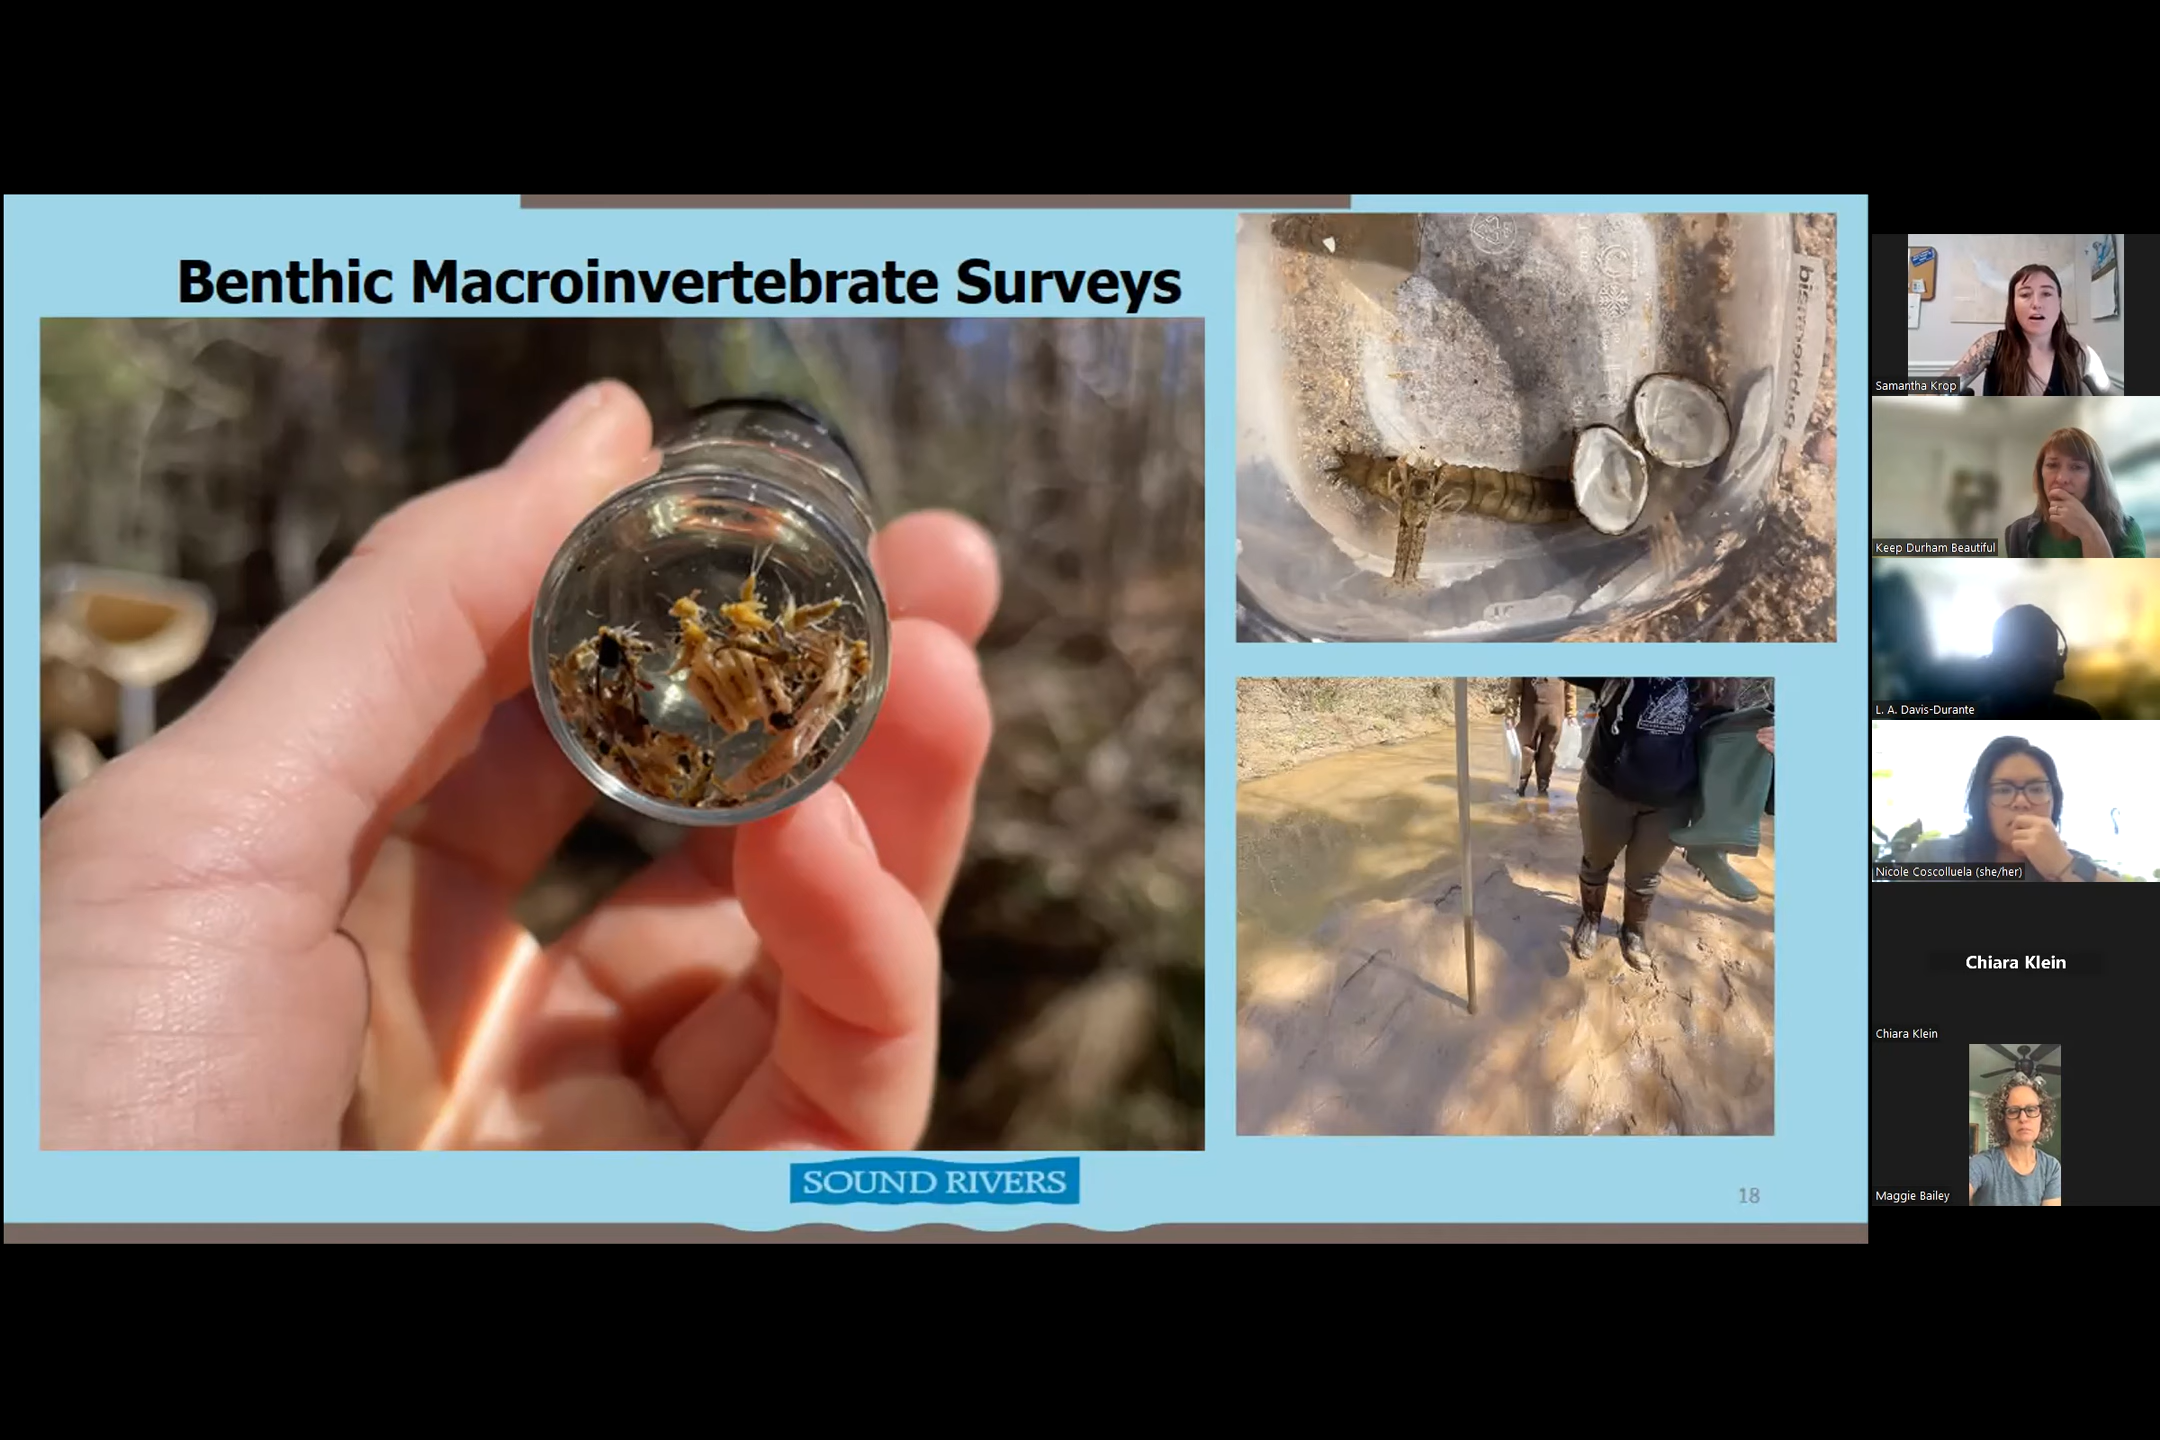 Benthic Macroinvertebrate Surveys
SOUND RIVERS
18
Samantha Krop
Keep Durham Beautiful
L. A. Davis-Durante
Nicole Coscolluela (she/her)
Chiara Klein
Chiara Klein
Maggie Bailey